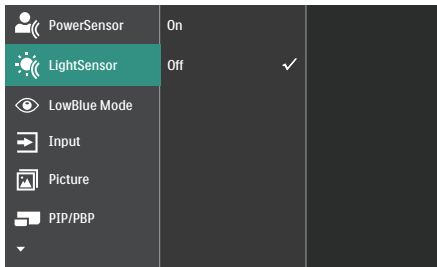 PowerSensor
On
LightSensor
Off
LowBlue Mode
Input
Picture
PIP/PBP